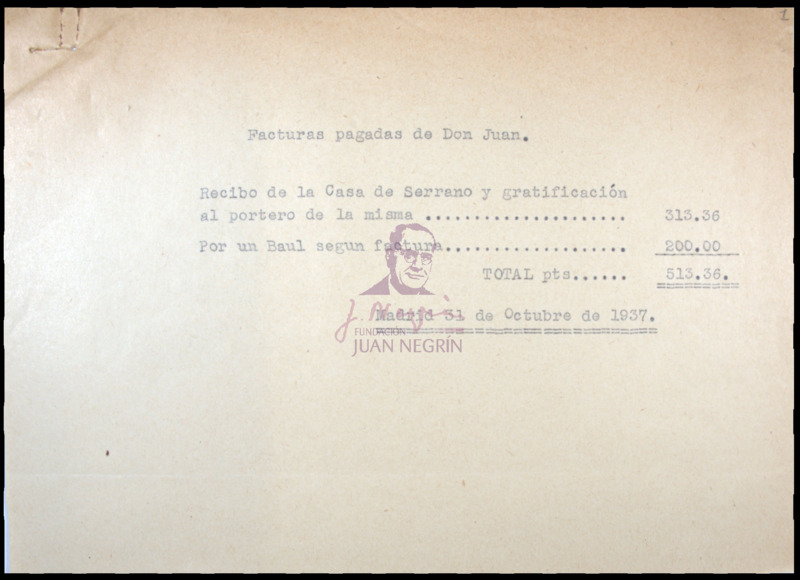 1
Facturas pagadas de Don Juan.
Recibo de la Casa de Serrano y gratificación
al portero de la misma ..................... 313.36
Por un Baul segun factura................... 200.00
TOTAL pts...... 513.36.
Madrid 31 de Octubre de 1937.
J. Negrín
FUNDACIÓN
JUAN NEGRÍN